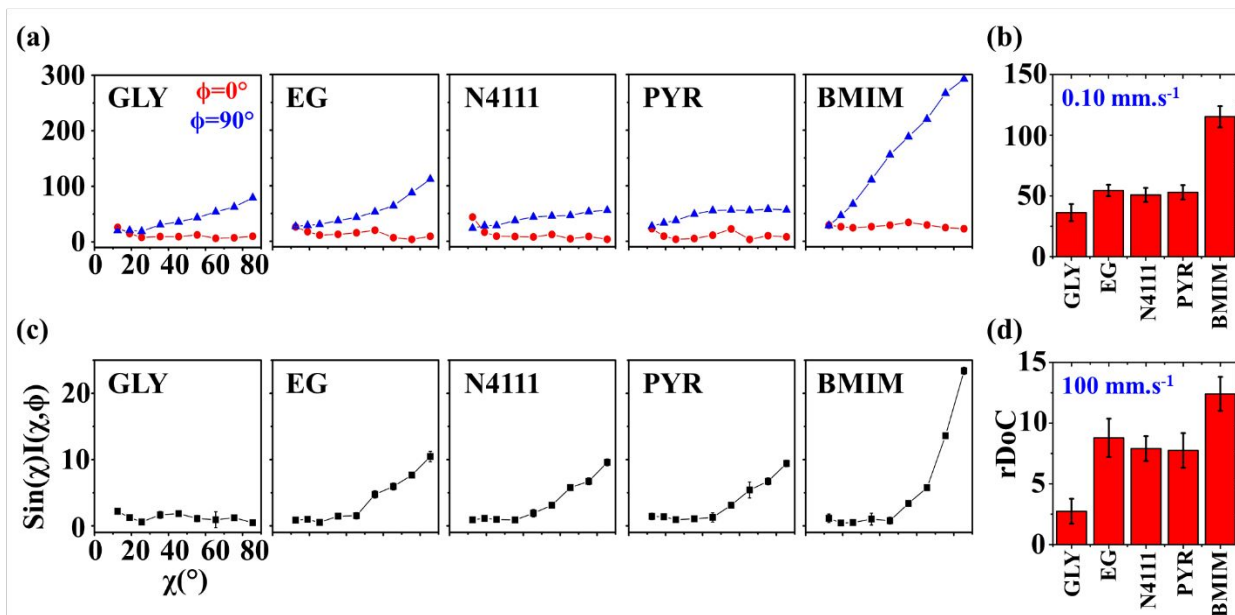 (a)
(b)
300
200
100
0
GLY
ϕ=0°
ϕ=90°
EG
N4111
PYR
BMIM
0 20 40 60 80
150
100
50
0
0.10 mm.s⁻¹
GLY
EG
N4111
PYR
BMIM
(c)
(d)
Sin(χ)I(χ,ϕ)
20
10
0
GLY
EG
N4111
PYR
BMIM
0 20 40 60 80
χ(°)
rDoC
15
10
5
0
100 mm.s⁻¹
GLY
EG
N4111
PYR
BMIM